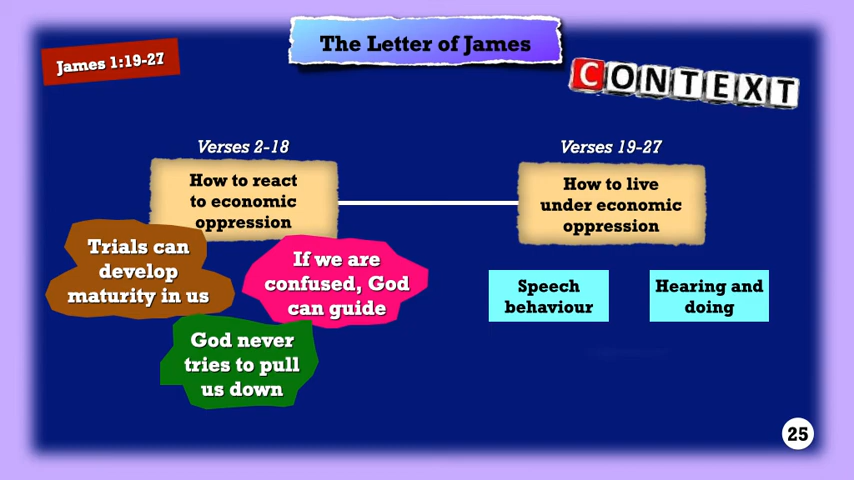 The Letter of James
James 1:19-27
CONTEXT
Verses 2-18
How to react
to economic
oppression
Trials can
develop
maturity in us
If we are
confused, God
can guide
God never
tries to pull
us down
Verses 19-27
How to live
under economic
oppression
Speech
behaviour
Hearing and
doing
25